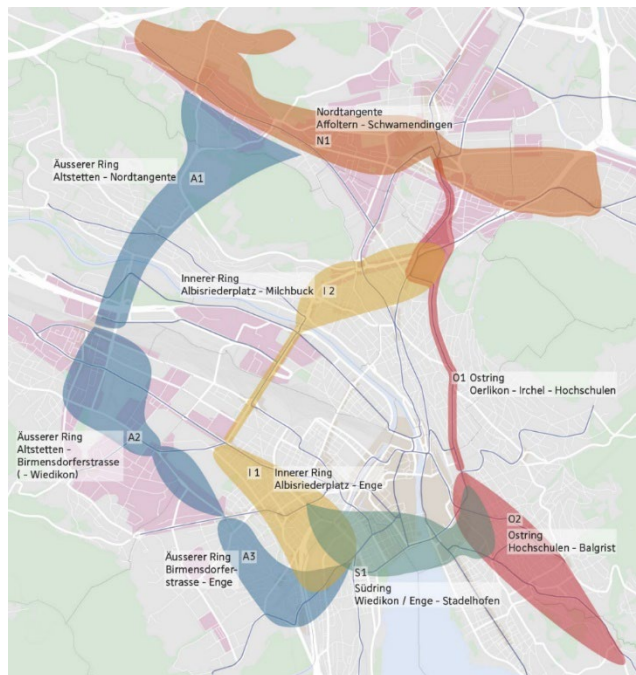 Nordtangente
Affoltern - Schwamendingen
N1
Äusserer Ring
Altstetten - Nordtangente
A1
Innerer Ring
Albisriederplatz - Milchbuck
I 2
O1 Ostring
Oerlikon - Irchel - Hochschulen
Äusserer Ring
Altstetten -
Birmensdorferstrasse
( - Wiedikon)
A2
I 1
Innerer Ring
Albisriederplatz - Enge
O2
Ostring
Hochschulen - Balgrist
Äusserer Ring
Birmensdorfer-
strasse - Enge
A3
S1
Südring
Wiedikon / Enge - Stadelhofen